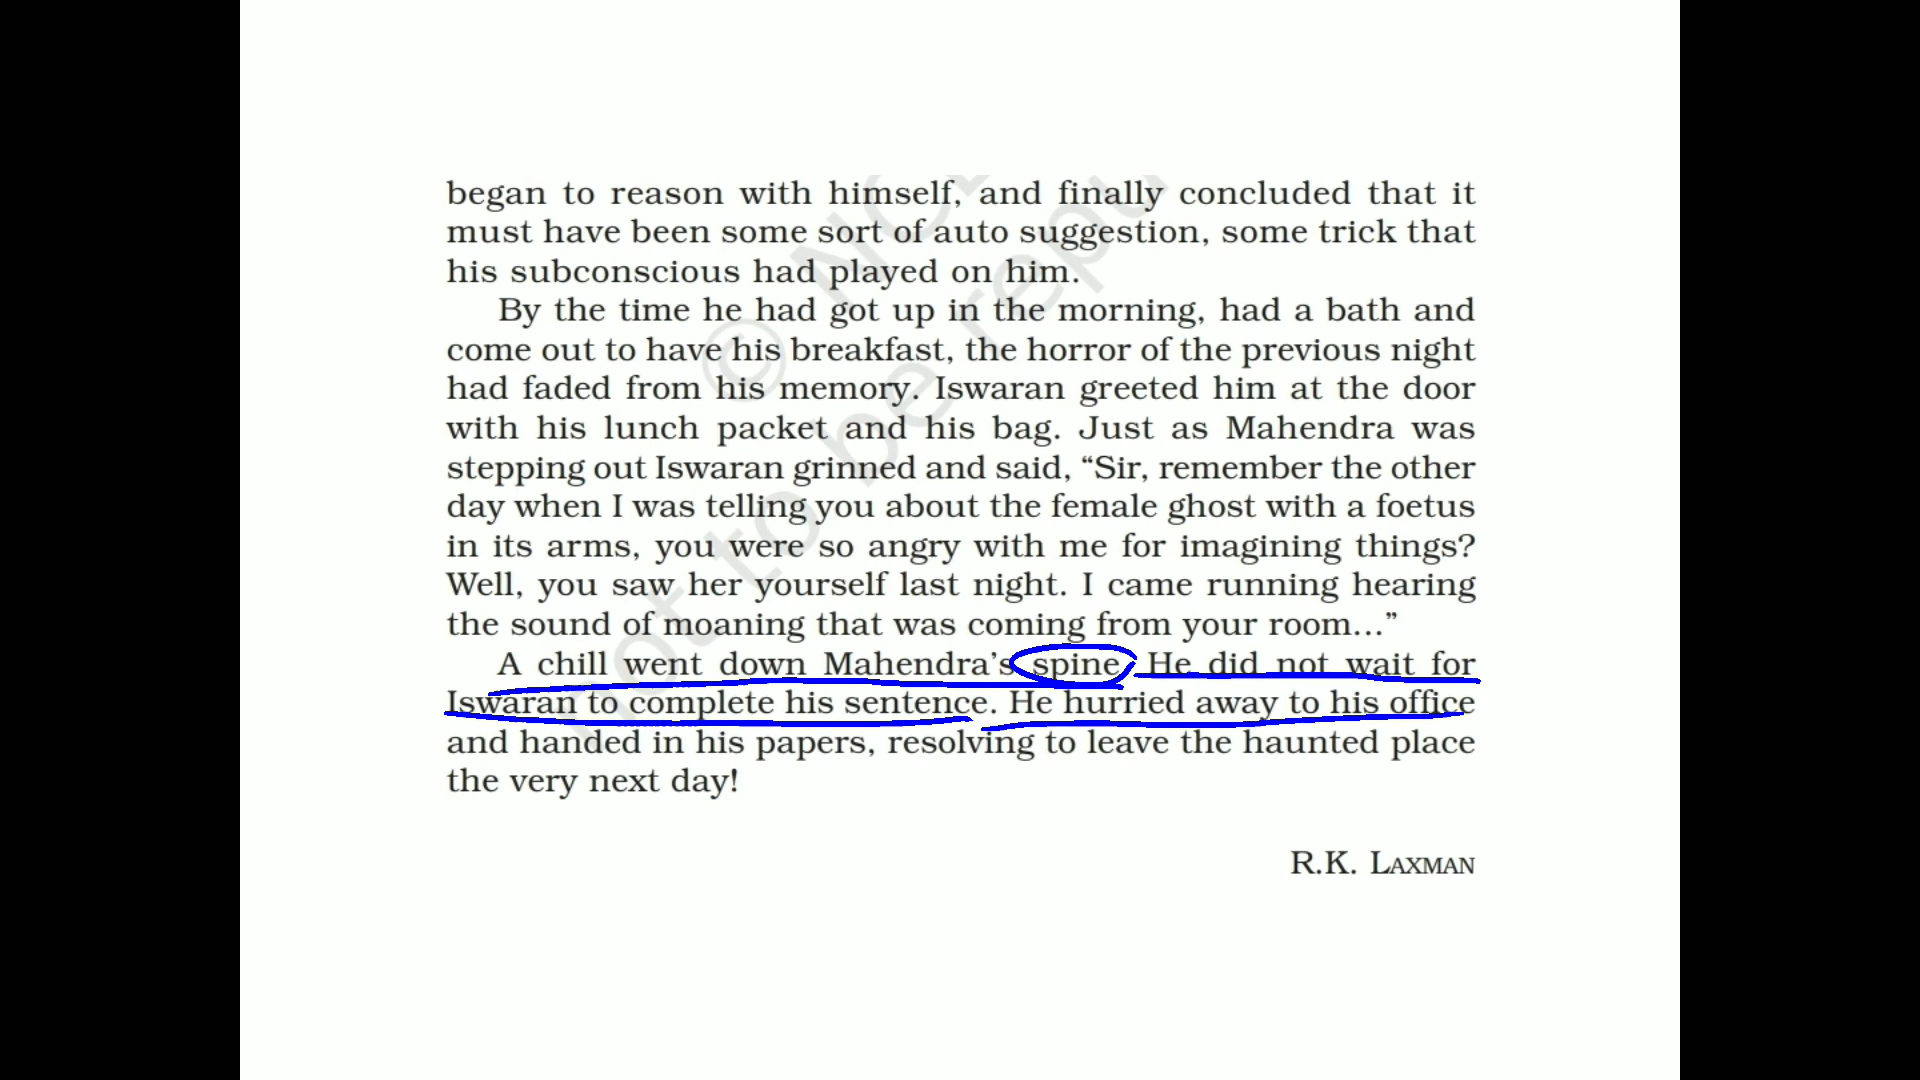 began to reason with himself, and finally concluded that it
must have been some sort of auto suggestion, some trick that
his subconscious had played on him.
By the time he had got up in the morning, had a bath and
come out to have his breakfast, the horror of the previous night
had faded from his memory. Iswaran greeted him at the door
with his lunch packet and his bag. Just as Mahendra was
stepping out Iswaran grinned and said, “Sir, remember the other
day when I was telling you about the female ghost with a foetus
in its arms, you were so angry with me for imagining things?
Well, you saw her yourself last night. I came running hearing
the sound of moaning that was coming from your room...”
A chill went down Mahendra’s spine. He did not wait for
Iswaran to complete his sentence. He hurried away to his office
and handed in his papers, resolving to leave the haunted place
the very next day!
R.K. LAXMAN
© NC
not to be repu